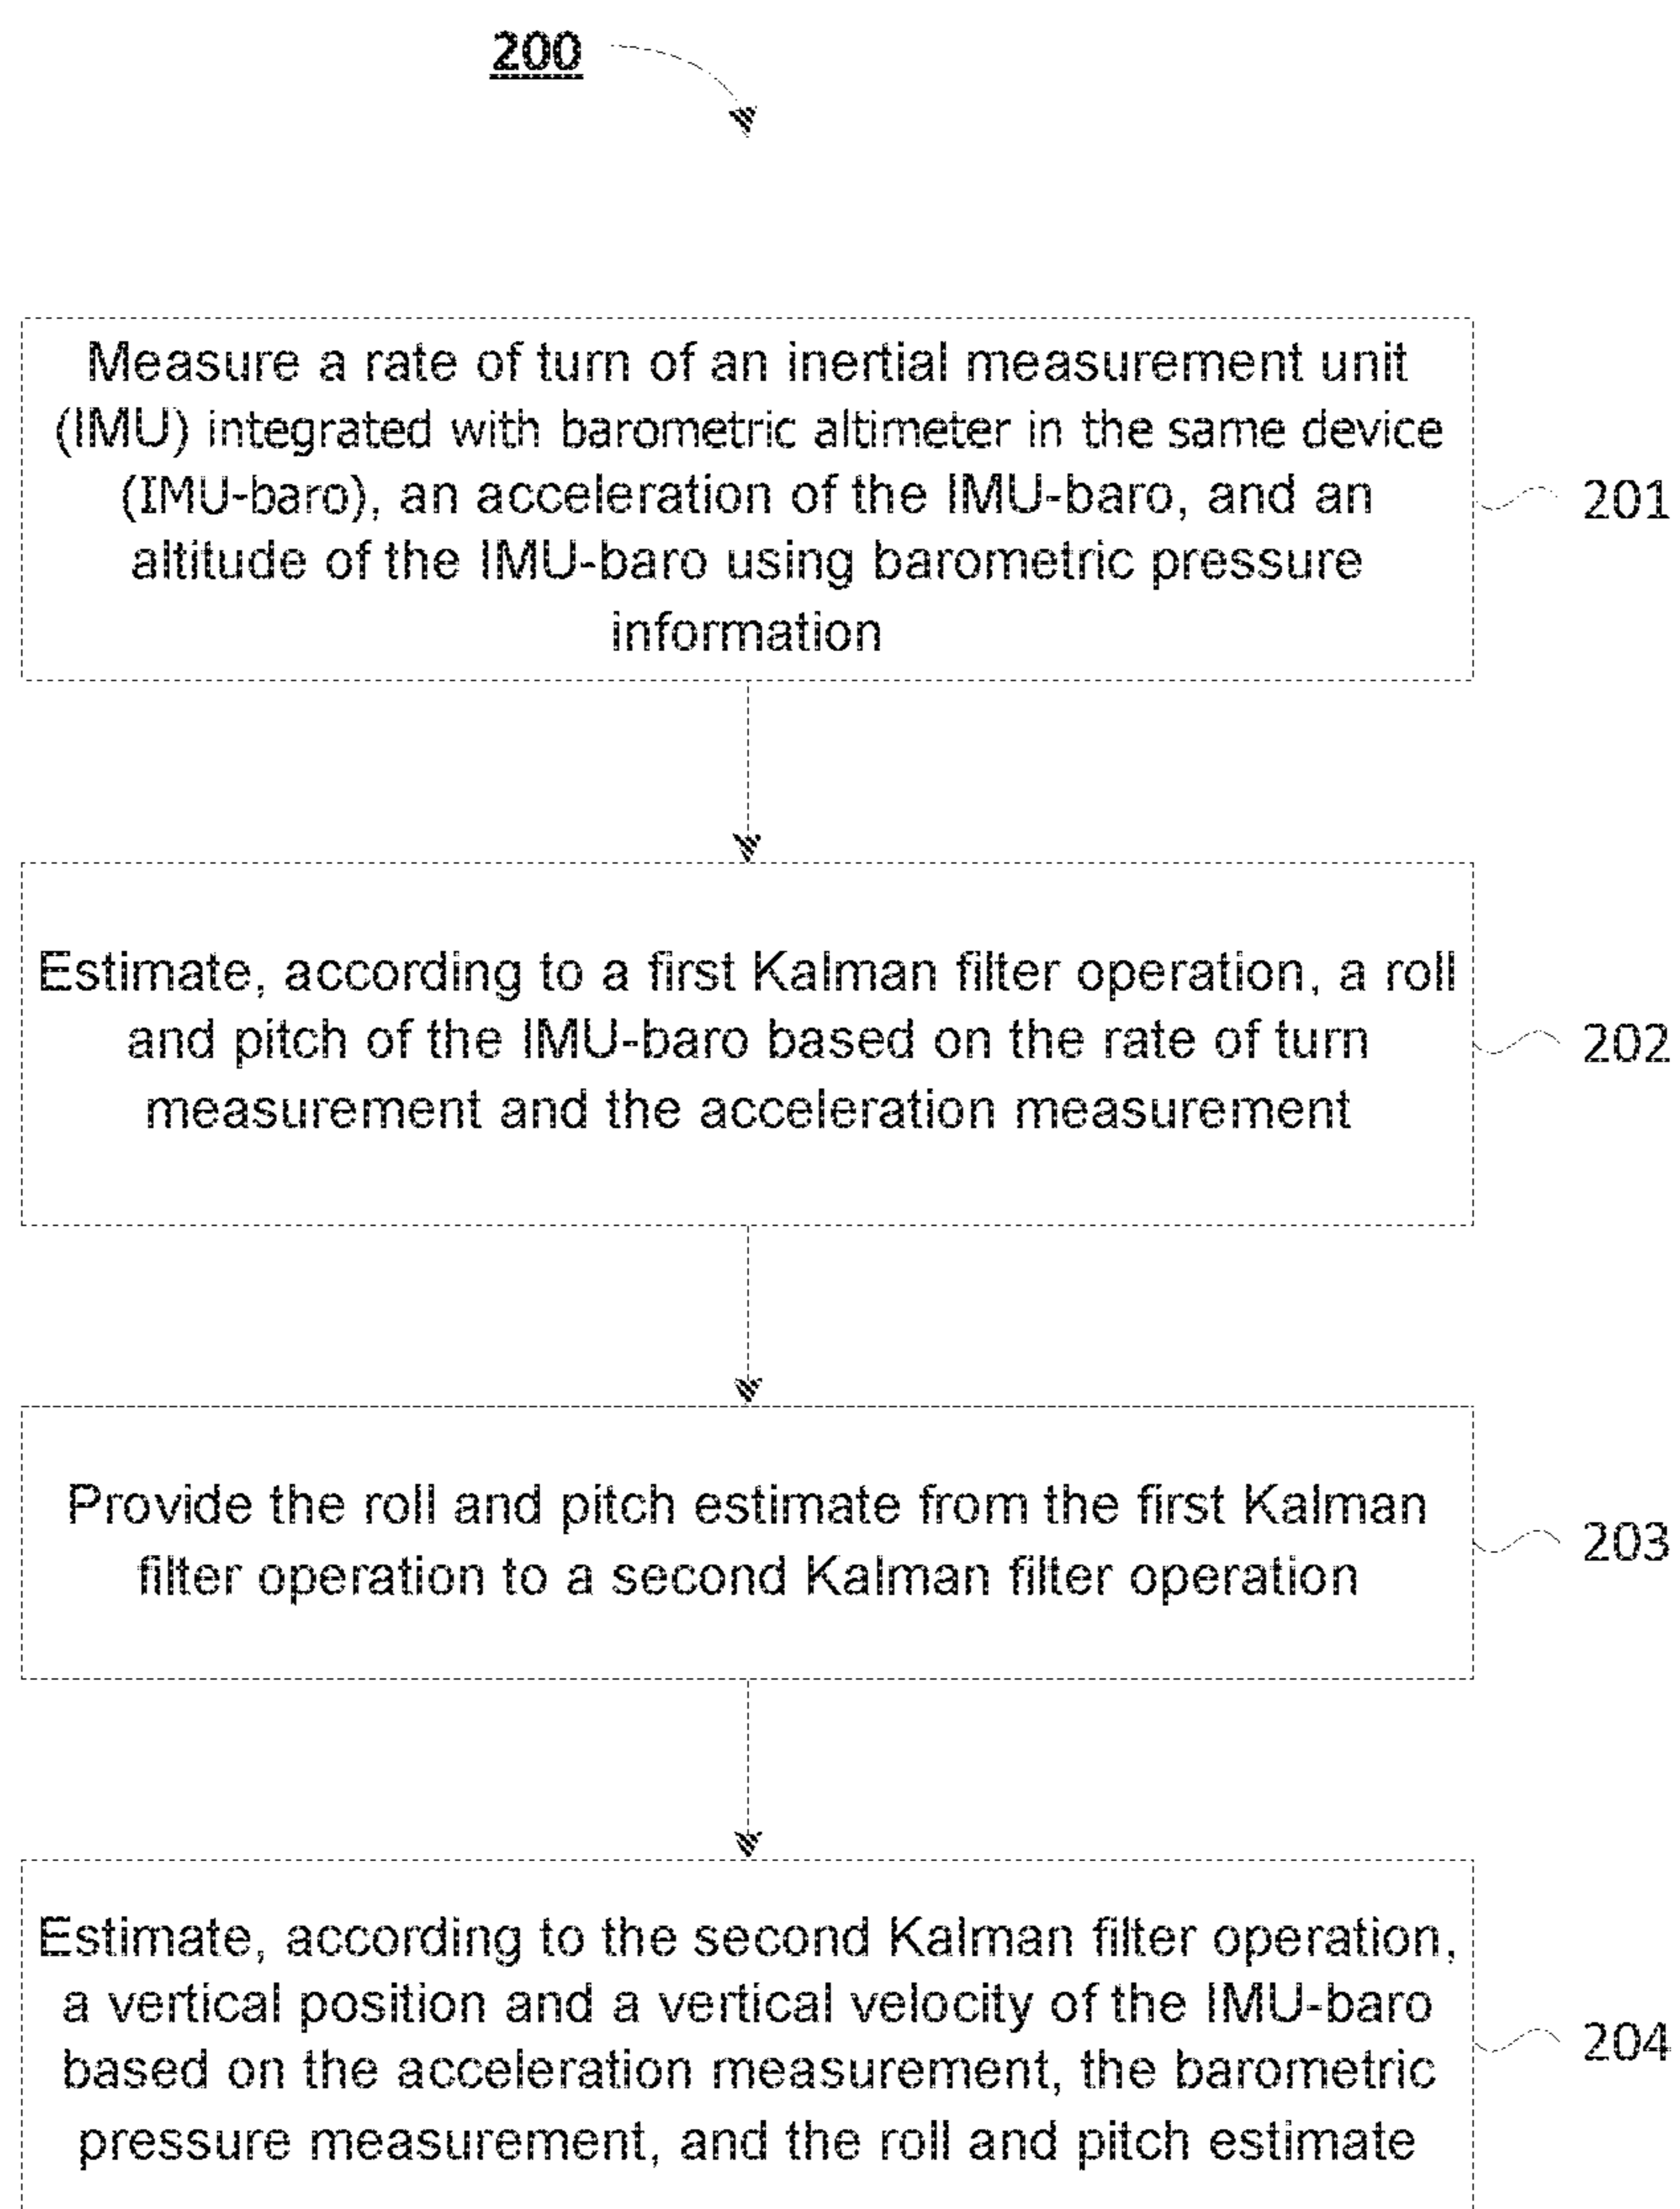 200
Measure a rate of turn of an inertial measurement unit
(IMU) integrated with barometric altimeter in the same device
(IMU-baro), an acceleration of the IMU-baro, and an
altitude of the IMU-baro using barometric pressure
information
201
Estimate, according to a first Kalman filter operation, a roll
and pitch of the IMU-baro based on the rate of turn
measurement and the acceleration measurement
202
Provide the roll and pitch estimate from the first Kalman
filter operation to a second Kalman filter operation
203
Estimate, according to the second Kalman filter operation,
a vertical position and a vertical velocity of the IMU-baro
based on the acceleration measurement, the barometric
pressure measurement, and the roll and pitch estimate
204